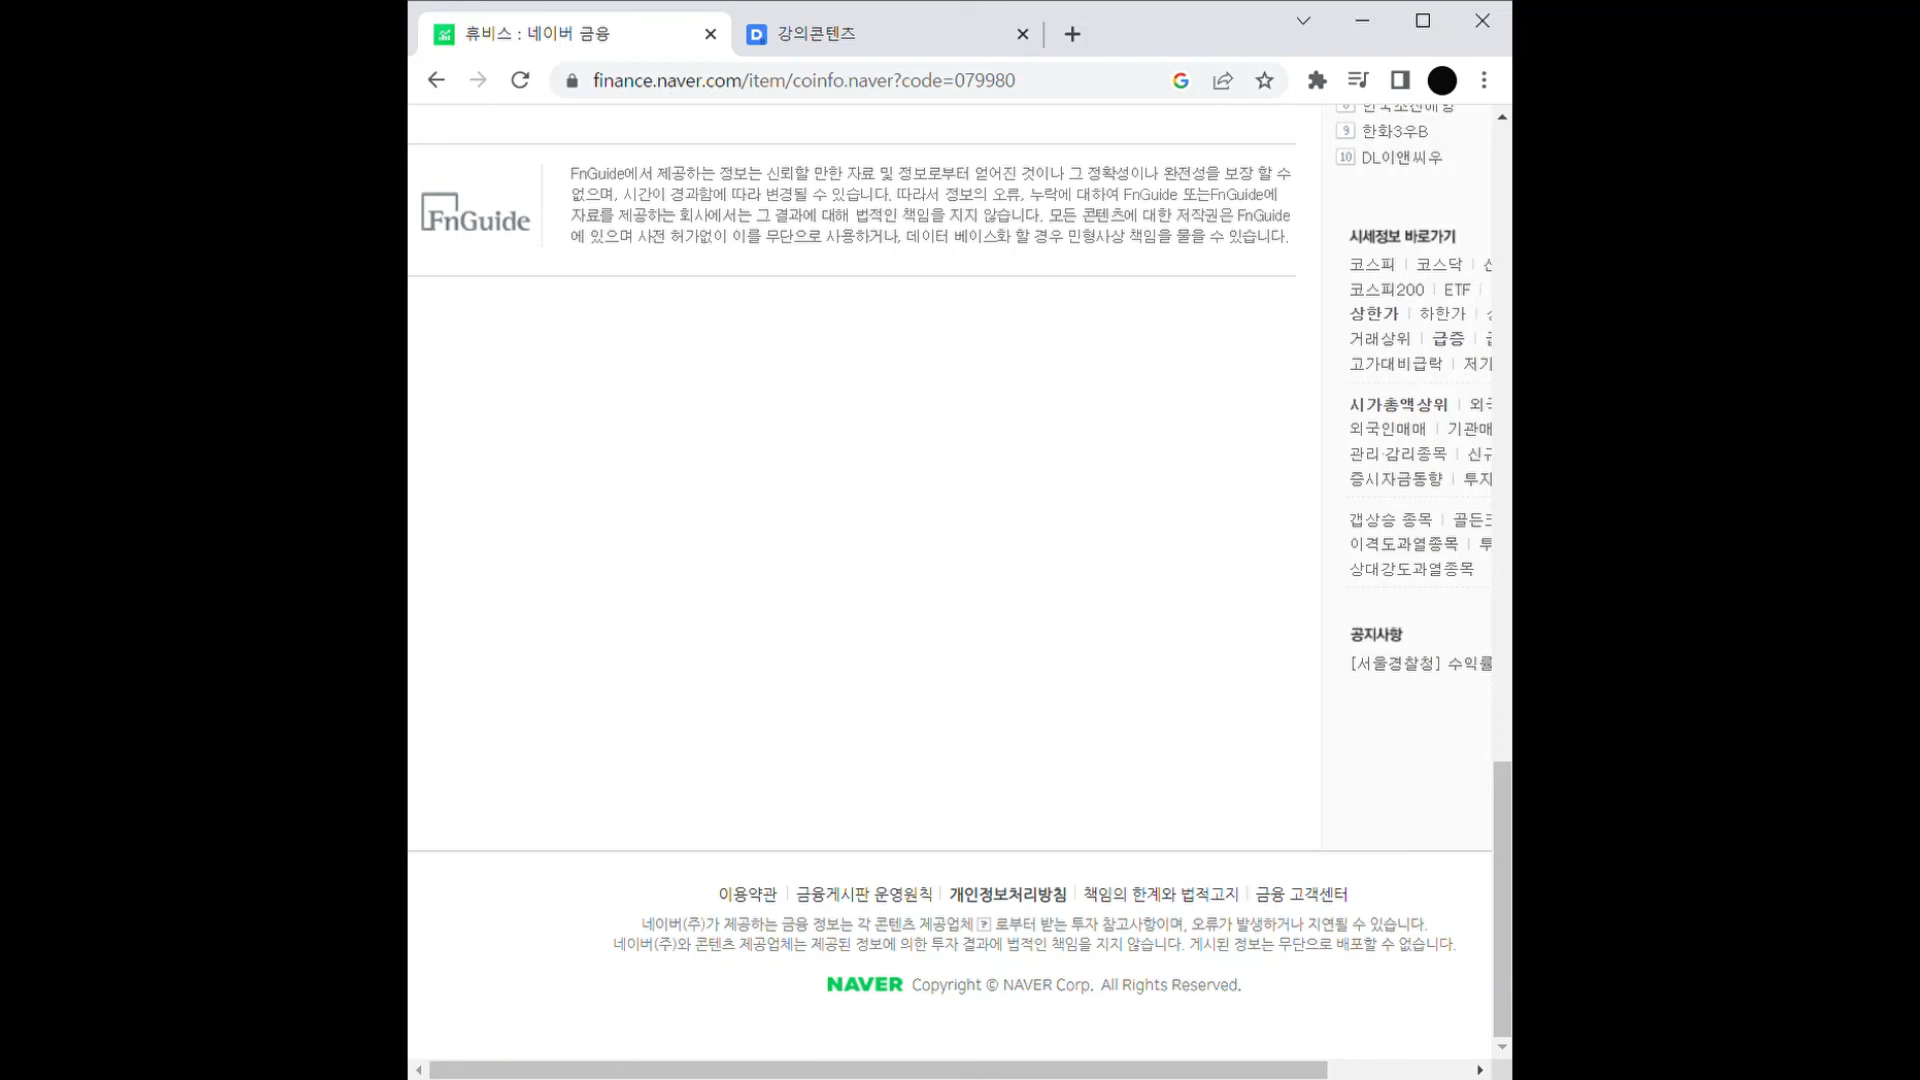 휴비스 : 네이버 금융
강의콘텐츠
finance.naver.com/item/coinfo.naver?code=079980
9 한화3우B
10 DL이앤씨우
FnGuide
FnGuide에서 제공하는 정보는 신뢰할 만한 자료 및 정보로부터 얻어진 것이나 그 정확성이나 완전성을 보장 할 수
없으며, 시간이 경과함에 따라 변경될 수 있습니다. 따라서 정보의 오류, 누락에 대하여 FnGuide 또는FnGuide에
자료를 제공하는 회사에서는 그 결과에 대해 법적인 책임을 지지 않습니다. 모든 콘텐츠에 대한 저작권은 FnGuide
에 있으며 사전 허가없이 이를 무단으로 사용하거나, 데이터 베이스화 할 경우 민형사상 책임을 물을 수 있습니다.
시세정보 바로가기
코스피 | 코스닥
코스피200 | ETF
상한가 | 하한가
거래상위 | 급증
고가대비급락
시가총액상위
외국인매매
관리·감리종목
증시자금동향
갭상승 종목
이격도과열종목
상대강도과열종목
공지사항
[서울경찰청] 수익률
이용약관 | 금융게시판 운영원칙 | 개인정보처리방침 | 책임의 한계와 법적고지 | 금융 고객센터
네이버(주)가 제공하는 금융 정보는 각 콘텐츠 제공업체 ? 로부터 받는 투자 참고사항이며, 오류가 발생하거나 지연될 수 있습니다.
네이버(주)와 콘텐츠 제공업체는 제공된 정보에 의한 투자 결과에 법적인 책임을 지지 않습니다. 게시된 정보는 무단으로 배포할 수 없습니다.
NAVER Copyright © NAVER Corp. All Rights Reserved.